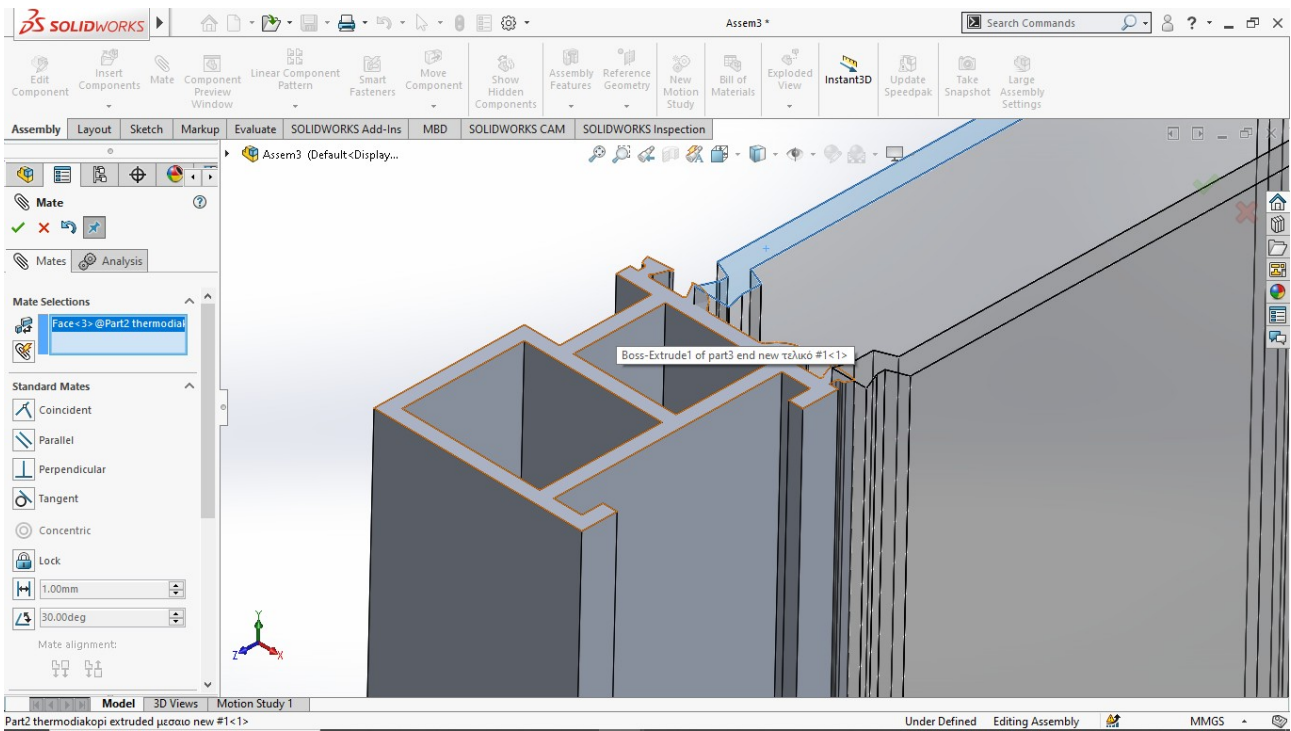 SOLIDWORKS
Assem3 *
Search Commands
?
Edit Component
Insert Components
Mate
Component Preview Window
Linear Component Pattern
Smart Fasteners
Move Component
Show Hidden Components
Assembly Features
Reference Geometry
New Motion Study
Bill of Materials
Exploded View
Instant3D
Update Speedpak
Take Snapshot
Large Assembly Settings
Assembly Layout Sketch Markup Evaluate SOLIDWORKS Add-Ins MBD SOLIDWORKS CAM SOLIDWORKS Inspection
Assem3 (Default<Display...
Mate
Mates Analysis
Mate Selections
Face<3>@Part2 thermodial
Standard Mates
Coincident
Parallel
Perpendicular
Tangent
Concentric
Lock
1.00mm
30.00deg
Mate alignment:
Boss-Extrude1 of part3 end new τελικό #1<1>
Y
Z
X
Model 3D Views Motion Study 1
Part2 thermodiakopi extruded μεσαιο new #1<1>
Under Defined Editing Assembly MMGS